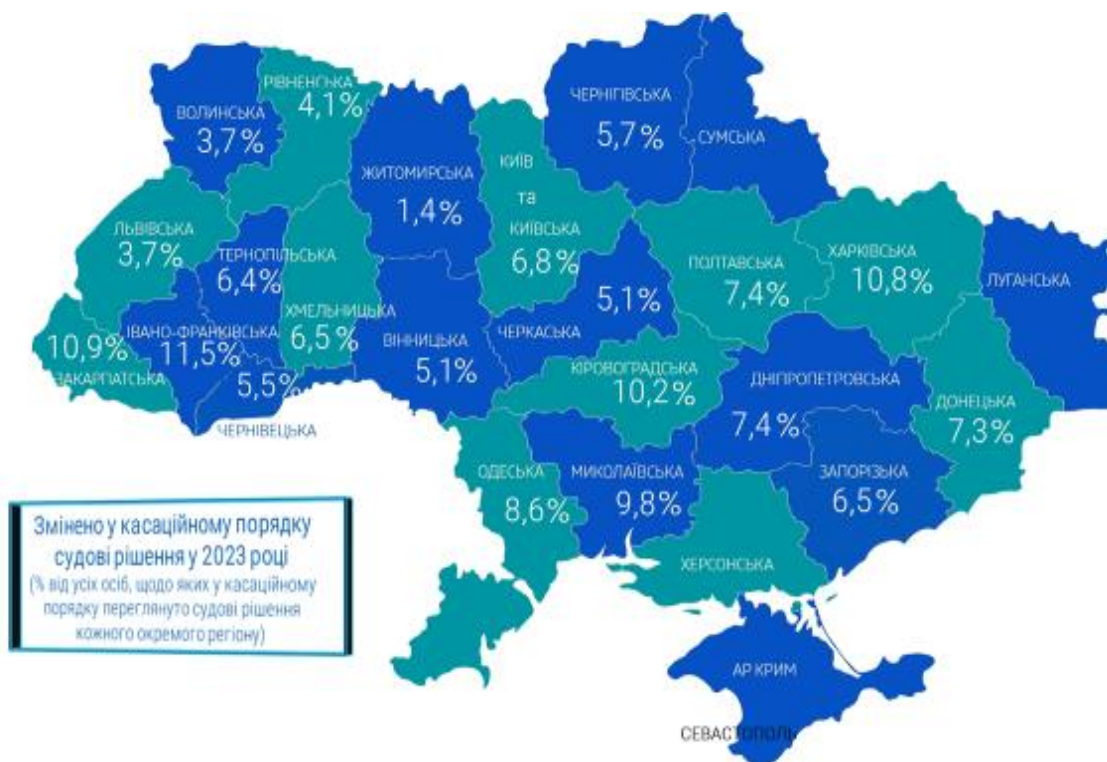 РІВНЕНСЬКА
4,1%
ВОЛИНСЬКА
3,7%
ЧЕРНІГІВСЬКА
5,7%
СУМСЬКА
ЖИТОМИРСЬКА
1,4%
КИЇВ
та
КИЇВСЬКА
6,8%
ЛЬВІВСЬКА
3,7%
ТЕРНОПІЛЬСЬКА
6,4%
ХМЕЛЬНИЦЬКА
6,5%
ПОЛТАВСЬКА
7,4%
ХАРКІВСЬКА
10,8%
ЛУГАНСЬКА
5,1%
ЧЕРКАСЬКА
10,9%
ЗАКАРПАТСЬКА
ІВАНО-ФРАНКІВСЬКА
11,5%
5,5%
ЧЕРНІВЕЦЬКА
ВІННИЦЬКА
5,1%
КІРОВОГРАДСЬКА
10,2%
ДНІПРОПЕТРОВСЬКА
7,4%
ДОНЕЦЬКА
7,3%
ОДЕСЬКА
8,6%
МИКОЛАЇВСЬКА
9,8%
ЗАПОРІЗЬКА
6,5%
ХЕРСОНСЬКА
Змінено у касаційному порядку
судові рішення у 2023 році
(% від усіх осіб, щодо яких у касаційному
порядку переглянуто судові рішення
кожного окремого регіону)
АР КРИМ
СЕВАСТОПОЛЬ